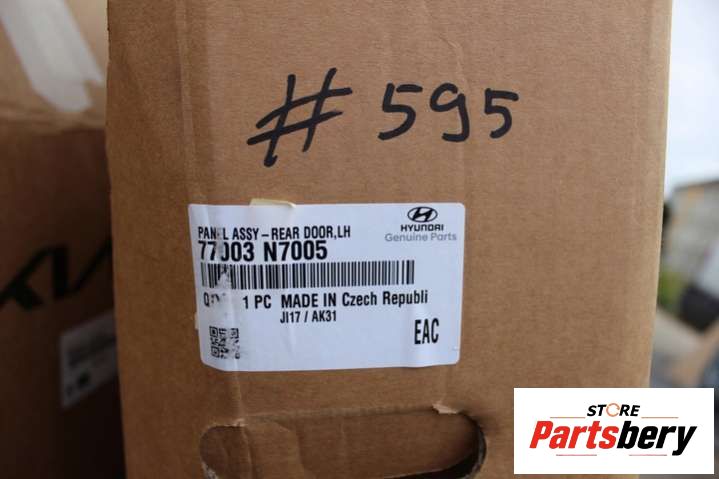 # 595
PANEL ASSY-REAR DOOR,LH
HYUNDAI
Genuine Parts
77003 N7005
1 PC MADE IN Czech Republi
JI17 / AK31
EAC
STORE
Partsbery